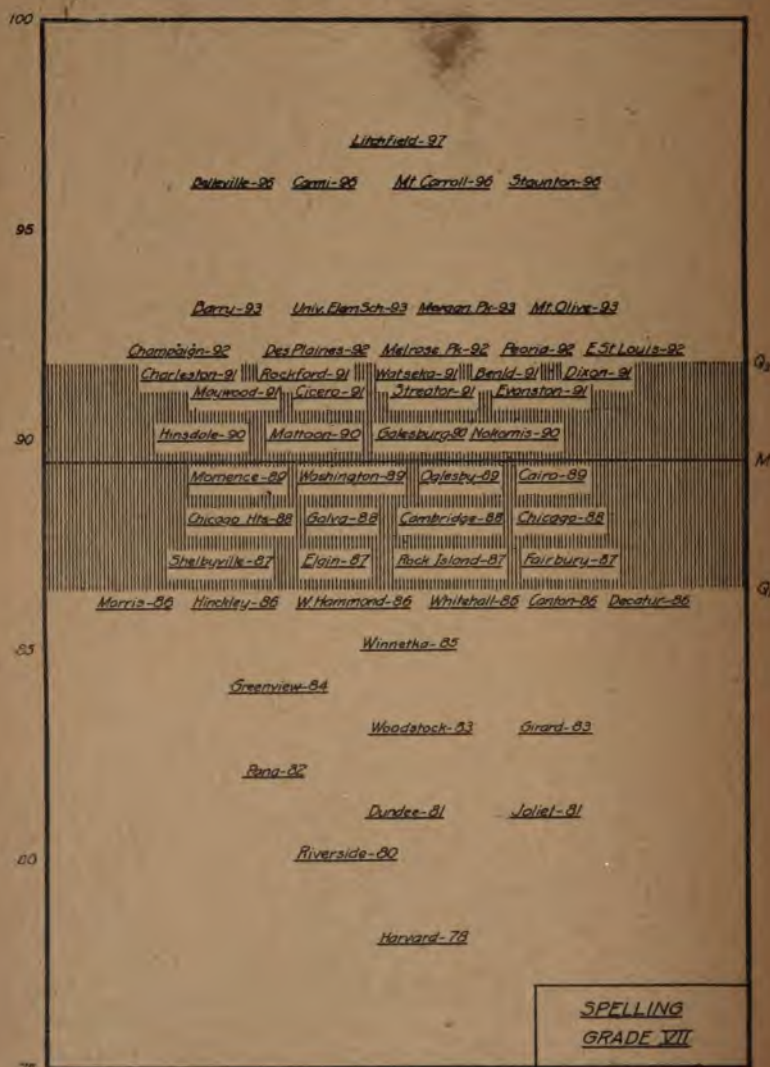 100
Litchfield-97
Belleville-96 Carmi-96 Mt. Carroll-96 Staunton-96
95
Barry-93 Univ. Elem Sch-93 Morgan Pk-93 Mt. Olive-93
Champaign-92 Des Plaines-92 Melrose Pk-92 Peoria-92 E St Louis-92
Charleston-91 Rockford-91 Watseka-91 Benld-91 Dixon-91
Maywood-91 Cicero-91 Streator-91 Evanston-91
90 Hinsdale-90 Mattoon-90 Galesburg-90 Nokomis-90
M
Momence-89 Washington-89 Oglesby-89 Cairo-89
Chicago Hts-88 Galva-88 Cambridge-88 Chicago-88
Shelbyville-87 Elgin-87 Rock Island-87 Fairbury-87
Morris-86 Hinckley-86 W. Hammond-86 Whitehall-86 Canton-86 Decatur-86
85 Winnetka-85
Greenview-84
Woodstock-83 Girard-83
Pana-82
Dundee-81 Joliet-81
80 Riverside-80
Harvard-78
SPELLING
GRADE VII